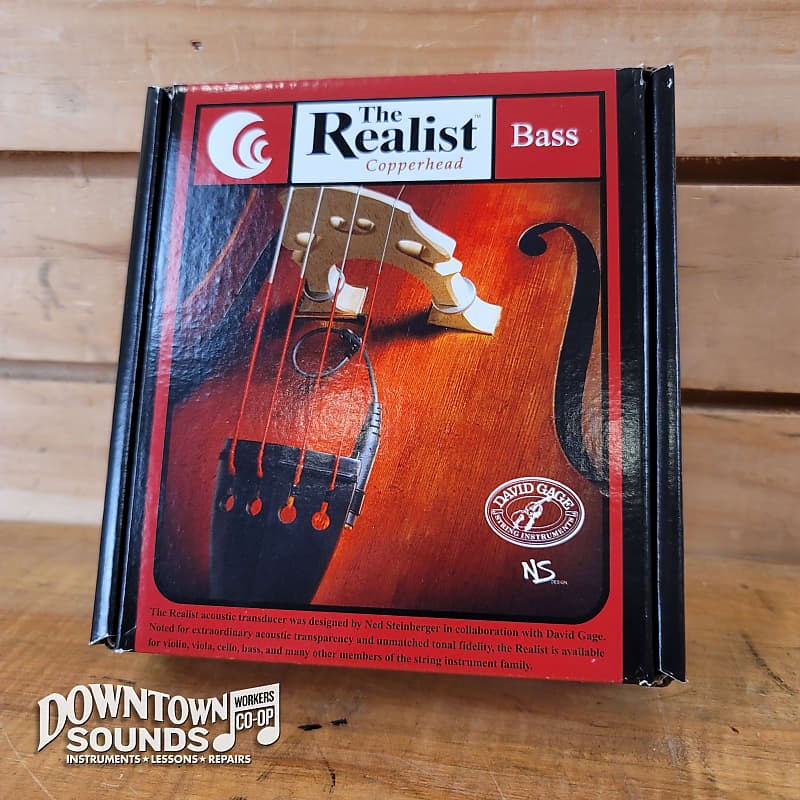 The
Realist™
Copperhead
Bass
DAVID GAGE
STRING INSTRUMENTS
NS
DESIGN
The Realist acoustic transducer was designed by Ned Steinberger in collaboration with David Gage.
Noted for extraordinary acoustic transparency and unmatched tonal fidelity, the Realist is available
for violin, viola, cello, bass, and many other members of the string instrument family.
DOWNTOWN
SOUNDS
WORKERS
CO-OP
INSTRUMENTS★LESSONS★REPAIRS